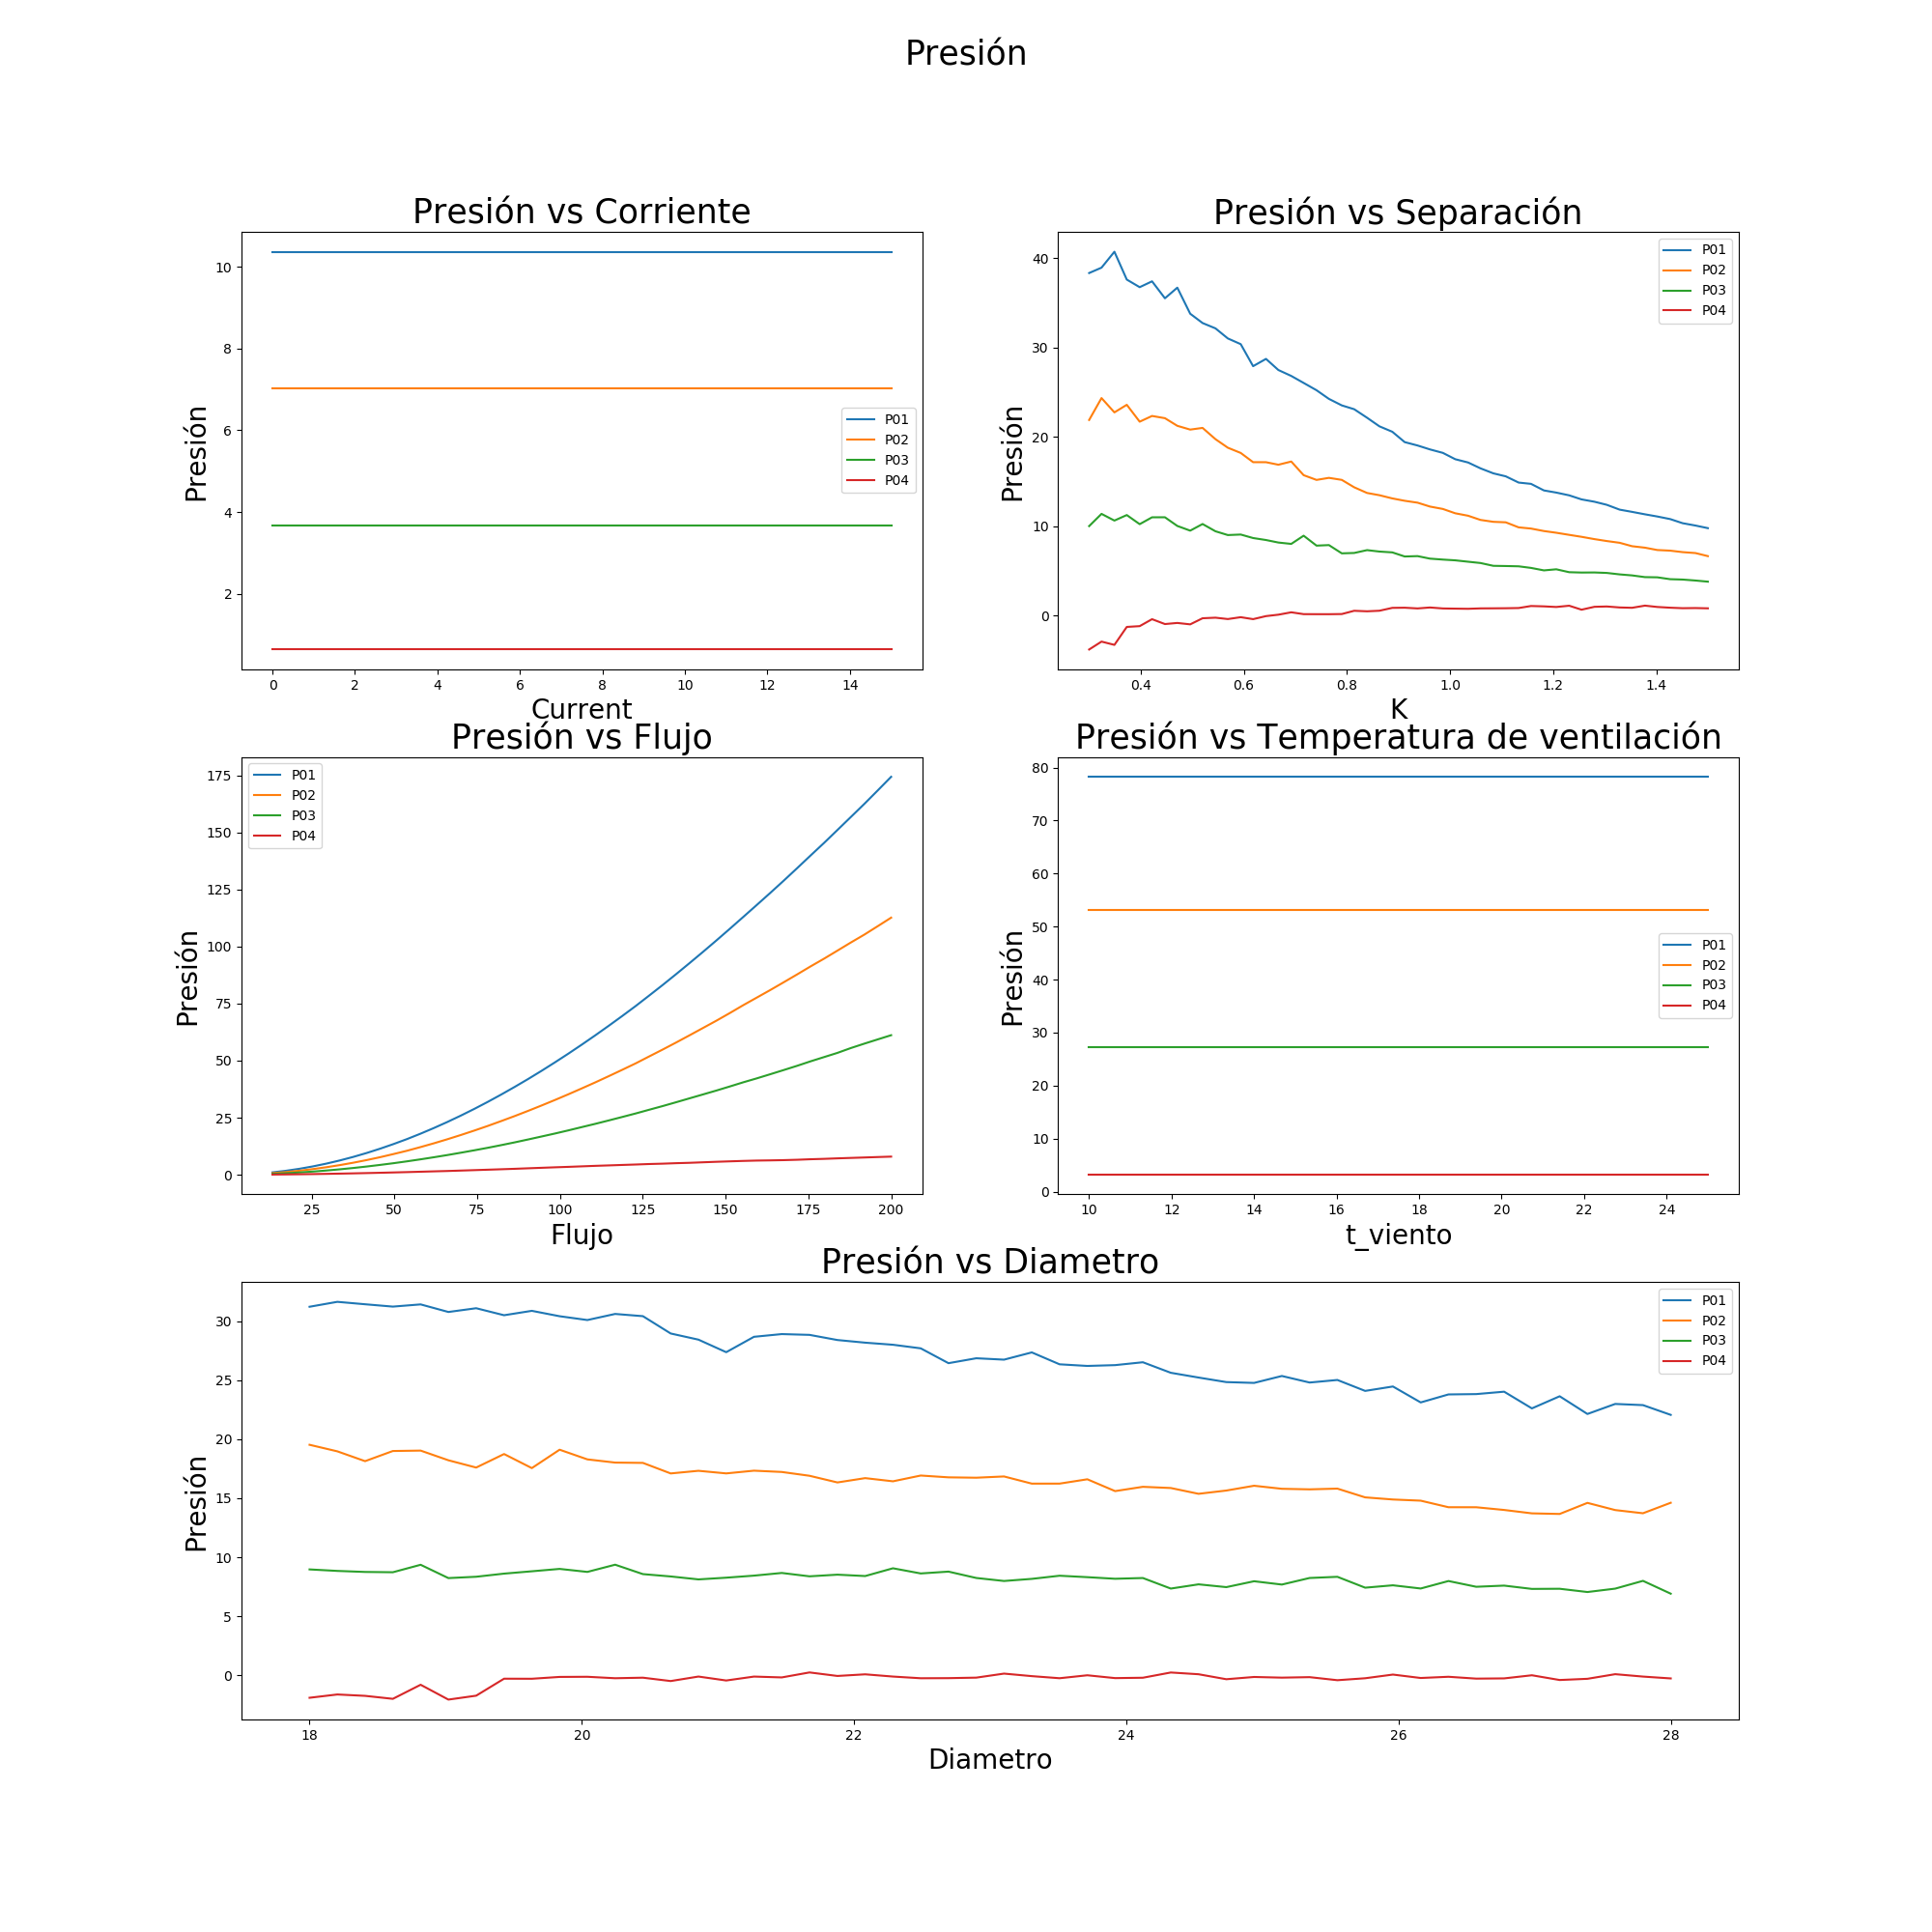 Presión
Presión vs Corriente
Presión
10
8
6
4
2
0 2 4 6 8 10 12 14
Current
P01
P02
P03
P04
Presión vs Separación
Presión
40
30
20
10
0
0.4 0.6 0.8 1.0 1.2 1.4
K
P01
P02
P03
P04
Presión vs Flujo
Presión
175
150
125
100
75
50
25
0
25 50 75 100 125 150 175 200
Flujo
P01
P02
P03
P04
Presión vs Temperatura de ventilación
Presión
80
70
60
50
40
30
20
10
0
10 12 14 16 18 20 22 24
t_viento
P01
P02
P03
P04
Presión vs Diametro
Presión
30
25
20
15
10
5
0
18 20 22 24 26 28
Diametro
P01
P02
P03
P04